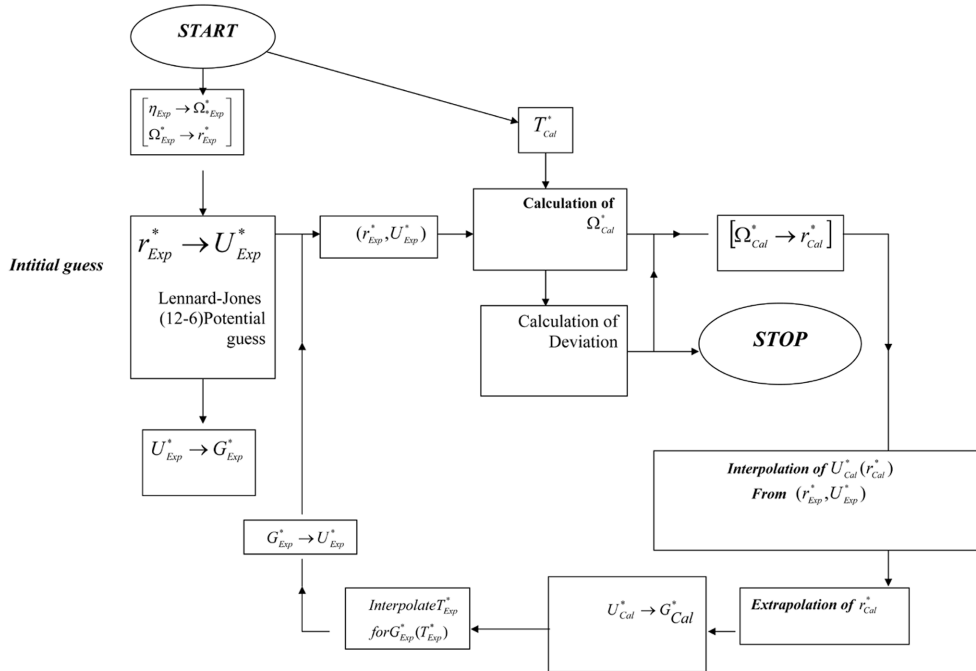 START
[η_Exp → Ω*_*Exp]
[Ω*_Exp → r*_Exp]
T*_Cal
Intitial guess
r*_Exp → U*_Exp
Lennard-Jones
(12-6)Potential
guess
(r*_Exp, U*_Exp)
Calculation of
Ω*_Cal
[Ω*_Cal → r*_Cal]
Calculation of
Deviation
STOP
U*_Exp → G*_Exp
Interpolation of U*_Cal(r*_Cal)
From (r*_Exp, U*_Exp)
G*_Exp → U*_Exp
InterpolateT*_Exp
forG*_Exp(T*_Exp)
U*_Cal → G*_Cal
Extrapolation of r*_Cal